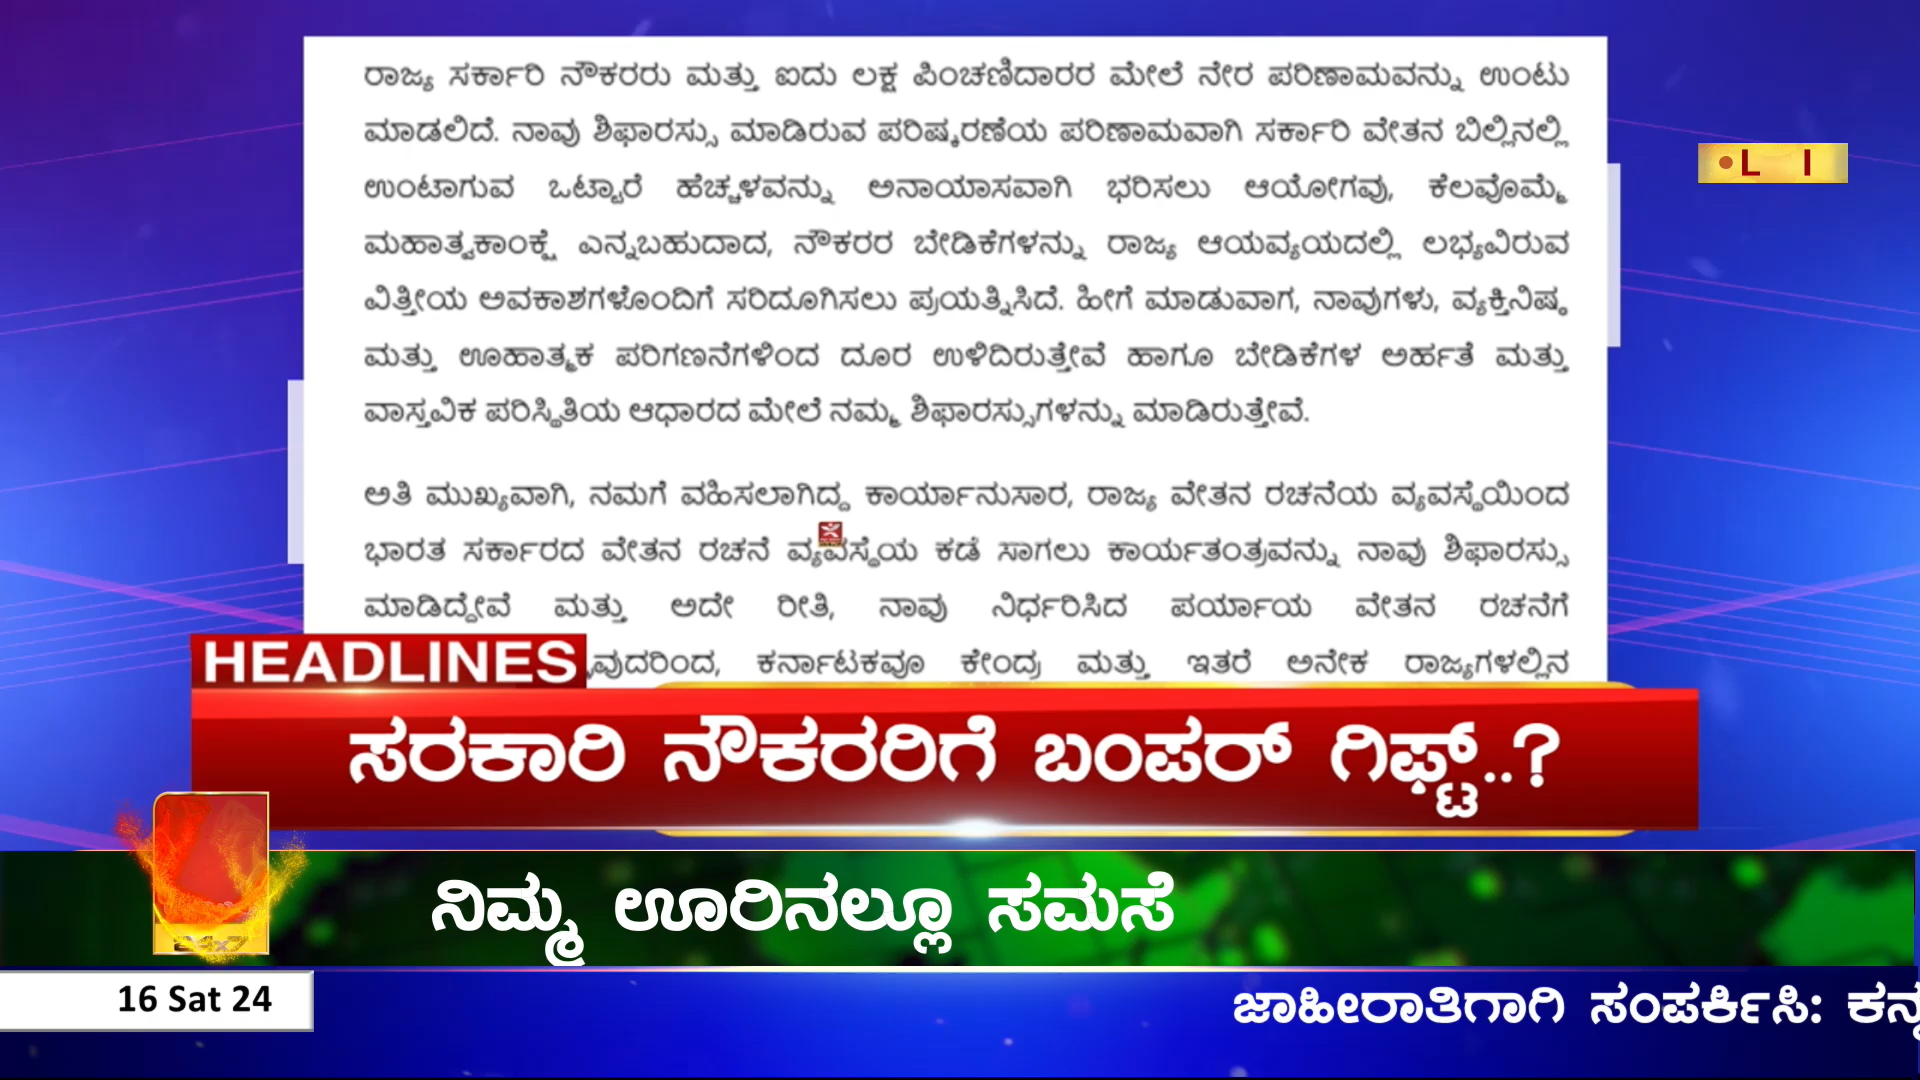 ರಾಜ್ಯ ಸರ್ಕಾರಿ ನೌಕರರು ಮತ್ತು ಐದು ಲಕ್ಷ ಪಿಂಚಣಿದಾರರ ಮೇಲೆ ನೇರ ಪರಿಣಾಮವನ್ನು ಉಂಟು
ಮಾಡಲಿದೆ. ನಾವು ಶಿಫಾರಸ್ಸು ಮಾಡಿರುವ ಪರಿಷ್ಕರಣೆಯ ಪರಿಣಾಮವಾಗಿ ಸರ್ಕಾರಿ ವೇತನ ಬಿಲ್ಲಿನಲ್ಲಿ
ಉಂಟಾಗುವ ಒಟ್ಟಾರೆ ಹೆಚ್ಚಳವನ್ನು ಅನಾಯಾಸವಾಗಿ ಭರಿಸಲು ಆಯೋಗವು, ಕೆಲವೊಮ್ಮೆ
ಮಹಾತ್ವಕಾಂಕ್ಷೆ ಎನ್ನಬಹುದಾದ, ನೌಕರರ ಬೇಡಿಕೆಗಳನ್ನು ರಾಜ್ಯ ಆಯವ್ಯಯದಲ್ಲಿ ಲಭ್ಯವಿರುವ
ವಿತ್ತೀಯ ಅವಕಾಶಗಳೊಂದಿಗೆ ಸರಿದೂಗಿಸಲು ಪ್ರಯತ್ನಿಸಿದೆ. ಹೀಗೆ ಮಾಡುವಾಗ, ನಾವುಗಳು, ವ್ಯಕ್ತಿನಿಷ್ಠ
ಮತ್ತು ಊಹಾತ್ಮಕ ಪರಿಗಣನೆಗಳಿಂದ ದೂರ ಉಳಿದಿರುತ್ತೇವೆ ಹಾಗೂ ಬೇಡಿಕೆಗಳ ಅರ್ಹತೆ ಮತ್ತು
ವಾಸ್ತವಿಕ ಪರಿಸ್ಥಿತಿಯ ಆಧಾರದ ಮೇಲೆ ನಮ್ಮ ಶಿಫಾರಸ್ಸುಗಳನ್ನು ಮಾಡಿರುತ್ತೇವೆ.
ಅತಿ ಮುಖ್ಯವಾಗಿ, ನಮಗೆ ವಹಿಸಲಾಗಿದ್ದ ಕಾರ್ಯಾನುಸಾರ, ರಾಜ್ಯ ವೇತನ ರಚನೆಯ ವ್ಯವಸ್ಥೆಯಿಂದ
ಭಾರತ ಸರ್ಕಾರದ ವೇತನ ರಚನೆ ವ್ಯವಸ್ಥೆಯ ಕಡೆ ಸಾಗಲು ಕಾರ್ಯತಂತ್ರವನ್ನು ನಾವು ಶಿಫಾರಸ್ಸು
ಮಾಡಿದ್ದೇವೆ ಮತ್ತು ಅದೇ ರೀತಿ, ನಾವು ನಿರ್ಧರಿಸಿದ ಪರ್ಯಾಯ ವೇತನ ರಚನೆಗೆ
ಕರ್ನಾಟಕವೂ ಕೇಂದ್ರ ಮತ್ತು ಇತರೆ ಅನೇಕ ರಾಜ್ಯಗಳಲ್ಲಿನ
HEADLINES
ಸರಕಾರಿ ನೌಕರರಿಗೆ ಬಂಪರ್ ಗಿಫ್ಟ್..?
ನಿಮ್ಮ ಊರಿನಲ್ಲೂ ಸಮಸೆ
16 Sat 24
ಜಾಹೀರಾತಿಗಾಗಿ ಸಂಪರ್ಕಿಸಿ:
L I